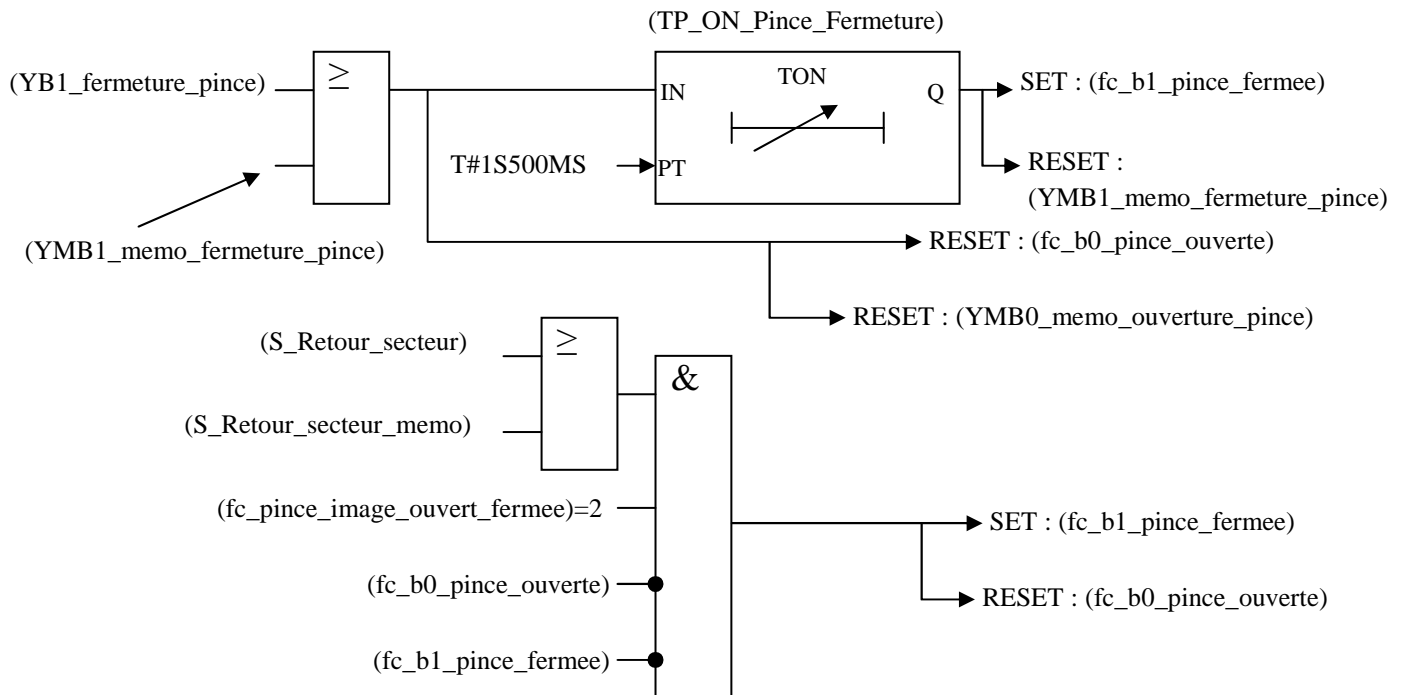 (TP_ON_Pince_Fermeture)
(YB1_fermeture_pince)
≥
TON
IN
Q
SET : (fc_b1_pince_fermee)
T#1S500MS
PT
RESET :
(YMB1_memo_fermeture_pince)
(YMB1_memo_fermeture_pince)
RESET : (fc_b0_pince_ouverte)
RESET : (YMB0_memo_ouverture_pince)
(S_Retour_secteur)
≥
&
(S_Retour_secteur_memo)
(fc_pince_image_ouvert_fermee)=2
SET : (fc_b1_pince_fermee)
(fc_b0_pince_ouverte)
RESET : (fc_b0_pince_ouverte)
(fc_b1_pince_fermee)